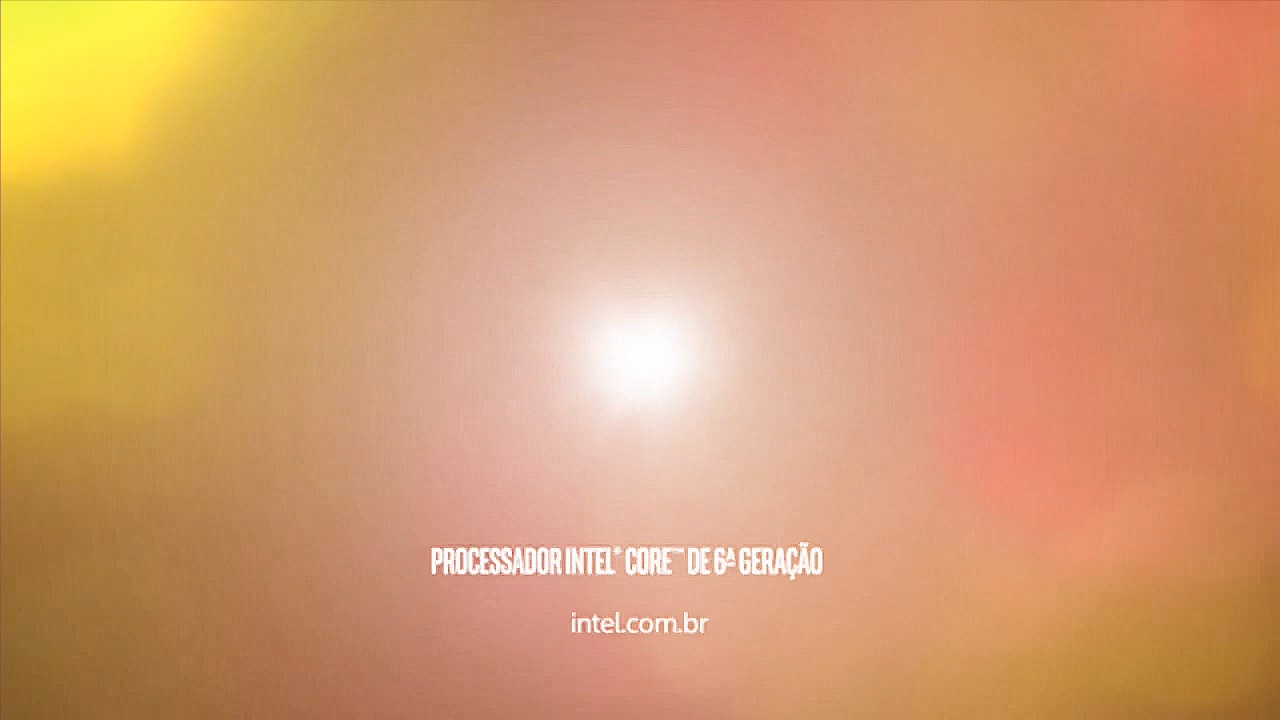 PROCESSADOR INTEL® CORE™ DE 6ª GERAÇÃO
intel.com.br